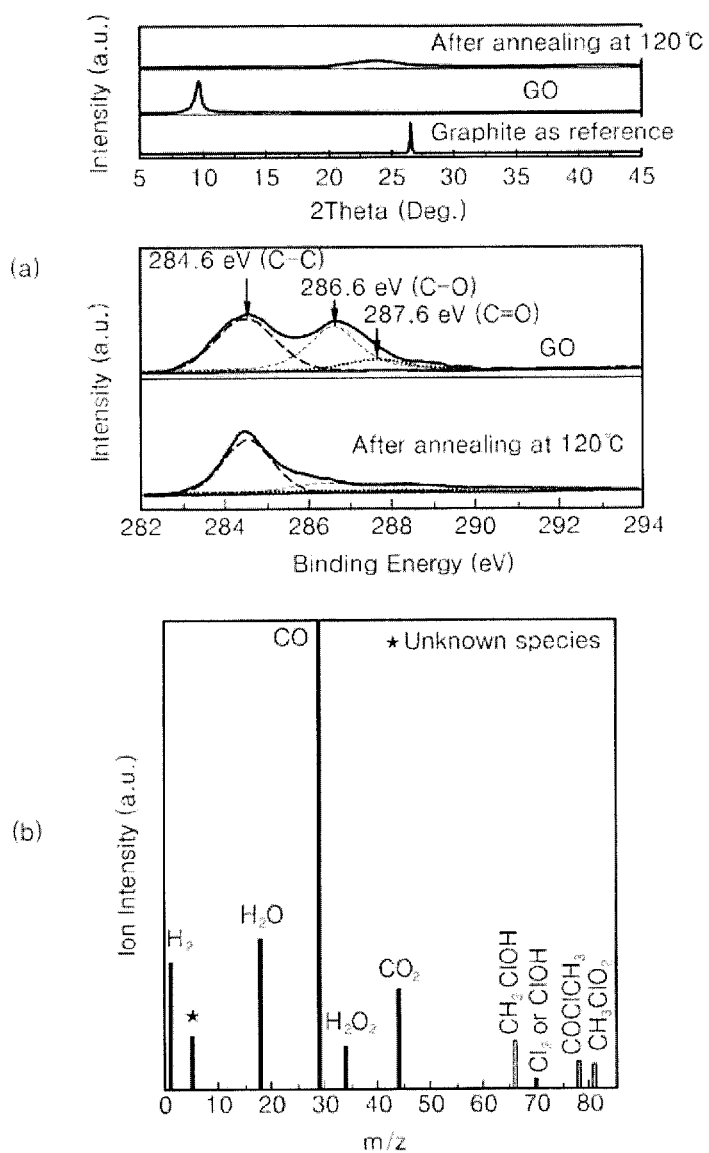 Intensity (a.u.)
After annealing at 120℃
GO
Graphite as reference
5 10 15 20 25 30 35 40 45
2Theta (Deg.)
(a)
Intensity (a.u.)
284.6 eV (C-C)
286.6 eV (C-O)
287.6 eV (C=O)
GO
Intensity (a.u.)
After annealing at 120℃
282 284 286 288 290 292 294
Binding Energy (eV)
(b)
Ion Intensity (a.u.)
CO
★ Unknown species
H₂
★
H₂O
H₂O₂
CO₂
CH₃ ClOH
Cl₂ or ClOH
COClCH₃
CH₃ClO₂
0 10 20 30 40 50 60 70 80
m/z